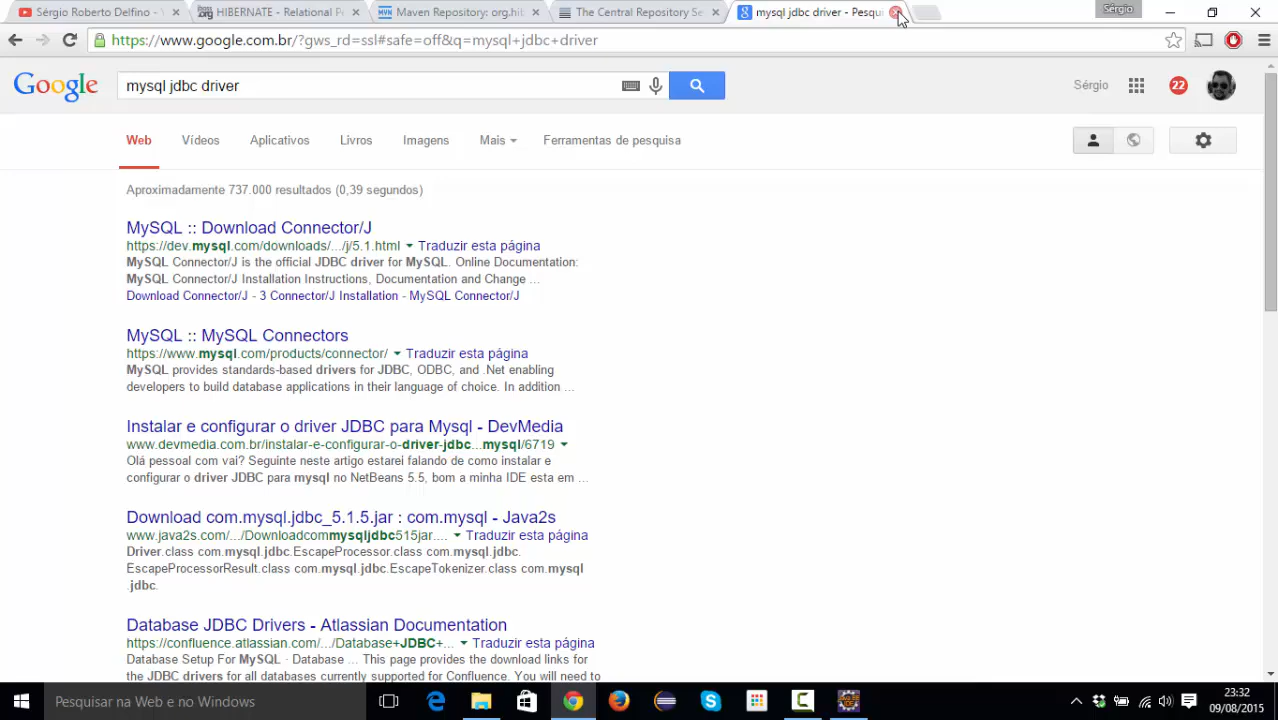 Sérgio Roberto Delfino -
HIBERNATE - Relational P
Maven Repository: org.hib
The Central Repository Se
mysql jdbc driver - Pesqui
Sérgio
https://www.google.com.br/?gws_rd=ssl#safe=off&q=mysql+jdbc+driver
Google
mysql jdbc driver
Sérgio
22
Web
Vídeos
Aplicativos
Livros
Imagens
Mais
Ferramentas de pesquisa
Aproximadamente 737.000 resultados (0,39 segundos)
MySQL :: Download Connector/J
https://dev.mysql.com/downloads/.../j/5.1.html Traduzir esta página
MySQL Connector/J is the official JDBC driver for MySQL. Online Documentation:
MySQL Connector/J Installation Instructions, Documentation and Change ...
Download Connector/J - 3 Connector/J Installation - MySQL Connector/J
MySQL :: MySQL Connectors
https://www.mysql.com/products/connector/ Traduzir esta página
MySQL provides standards-based drivers for JDBC, ODBC, and .Net enabling
developers to build database applications in their language of choice. In addition ...
Instalar e configurar o driver JDBC para Mysql - DevMedia
www.devmedia.com.br/instalar-e-configurar-o-driver-jdbc...mysql/6719
Olá pessoal com vai? Seguinte neste artigo estarei falando de como instalar e
configurar o driver JDBC para mysql no NetBeans 5.5, bom a minha IDE esta em ...
Download com.mysql.jdbc_5.1.5.jar : com.mysql - Java2s
www.java2s.com/.../Downloadcommysqljdbc515jar.... Traduzir esta página
Driver.class com.mysql.jdbc.EscapeProcessor.class com.mysql.jdbc.
EscapeProcessorResult.class com.mysql.jdbc.EscapeTokenizer.class com.mysql
.jdbc.
Database JDBC Drivers - Atlassian Documentation
https://confluence.atlassian.com/.../Database+JDBC+... Traduzir esta página
Database Setup For MySQL · Database ... This page provides the download links for
the JDBC drivers for all databases currently supported for Confluence. You will need to
Pesquisar na Web e no Windows
23:32
09/08/2015